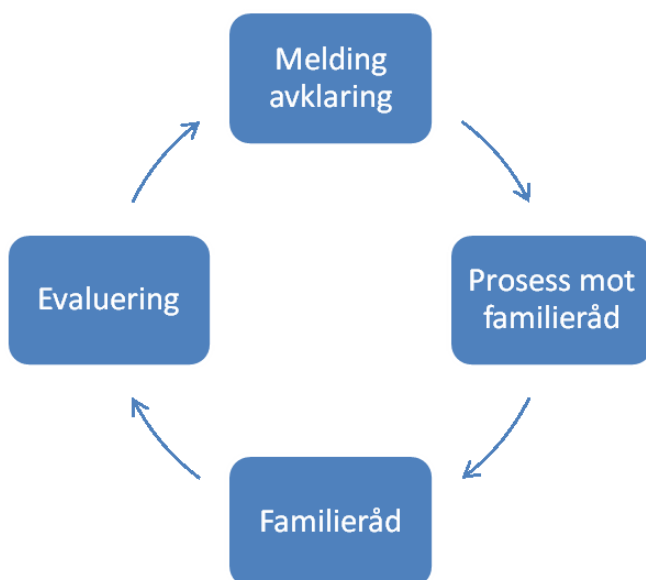 Melding
avklaring
Prosess mot
familieråd
Familieråd
Evaluering